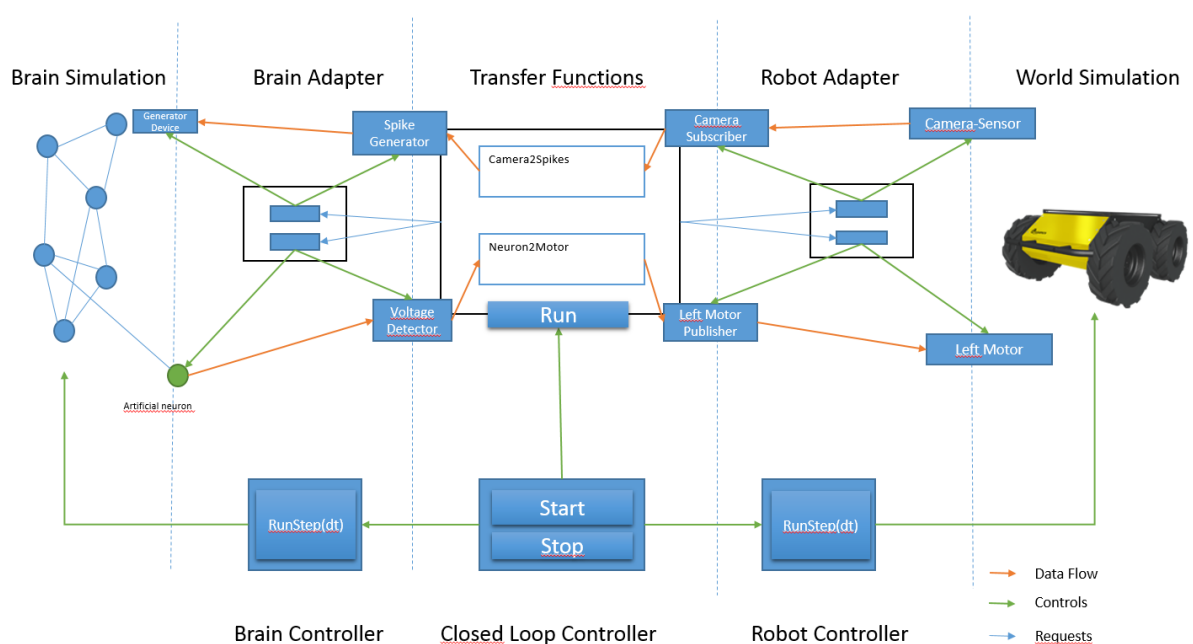 Brain Simulation
Brain Adapter
Transfer Functions
Robot Adapter
World Simulation
Generator
Device
Spike
Generator
Camera
Subscriber
Camera-Sensor
Camera2Spikes
Neuron2Motor
Voltage
Detector
Run
Left Motor
Publisher
Left Motor
Artificial neuron
RunStep(dt)
Start
Stop
RunStep(dt)
Data Flow
Controls
Requests
Brain Controller
Closed Loop Controller
Robot Controller